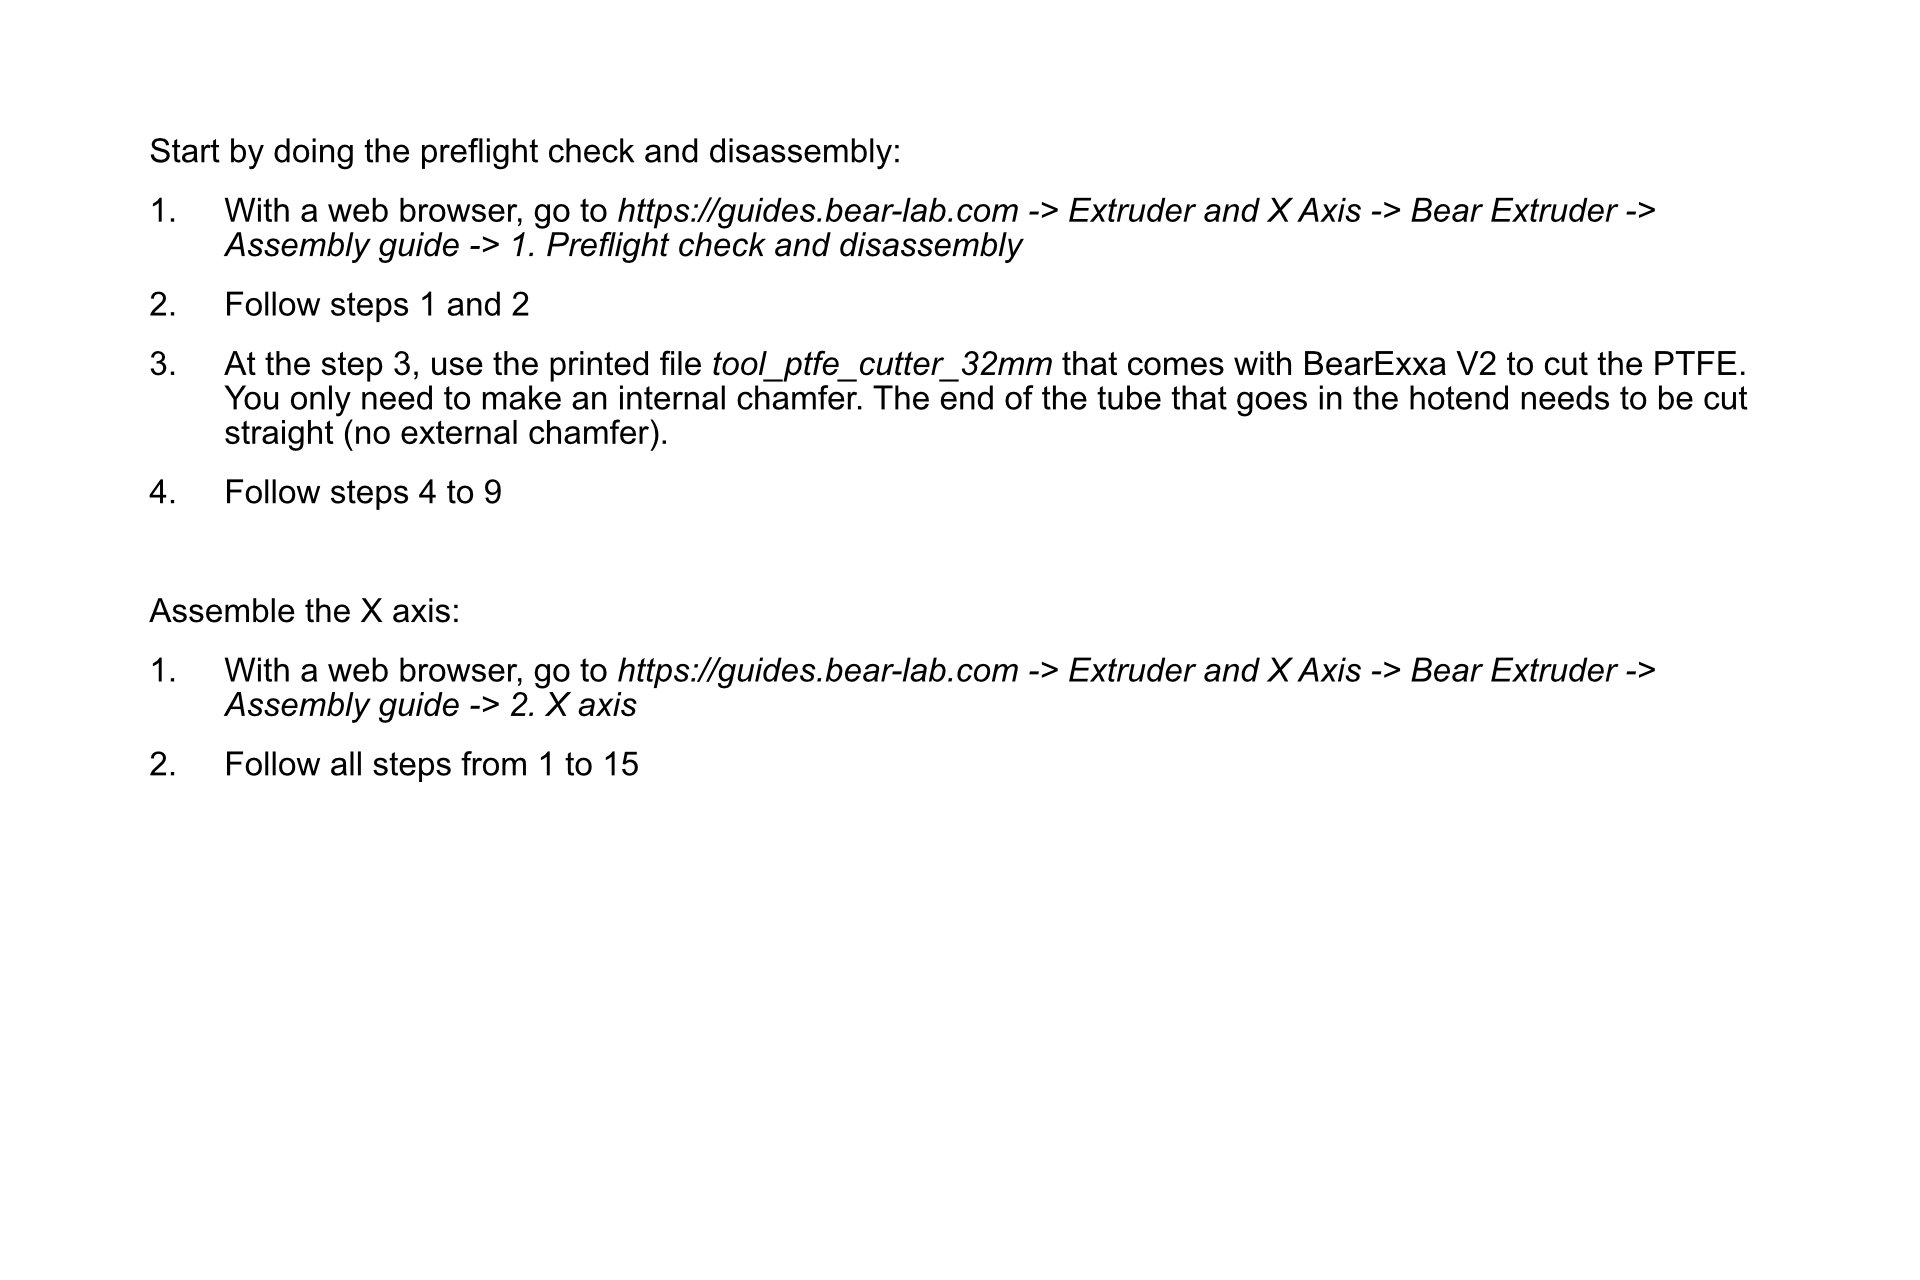 Start by doing the preflight check and disassembly:
1. With a web browser, go to https://guides.bear-lab.com -> Extruder and X Axis -> Bear Extruder ->
Assembly guide -> 1. Preflight check and disassembly
2. Follow steps 1 and 2
3. At the step 3, use the printed file tool_ptfe_cutter_32mm that comes with BearExxa V2 to cut the PTFE.
You only need to make an internal chamfer. The end of the tube that goes in the hotend needs to be cut
straight (no external chamfer).
4. Follow steps 4 to 9
Assemble the X axis:
1. With a web browser, go to https://guides.bear-lab.com -> Extruder and X Axis -> Bear Extruder ->
Assembly guide -> 2. X axis
2. Follow all steps from 1 to 15